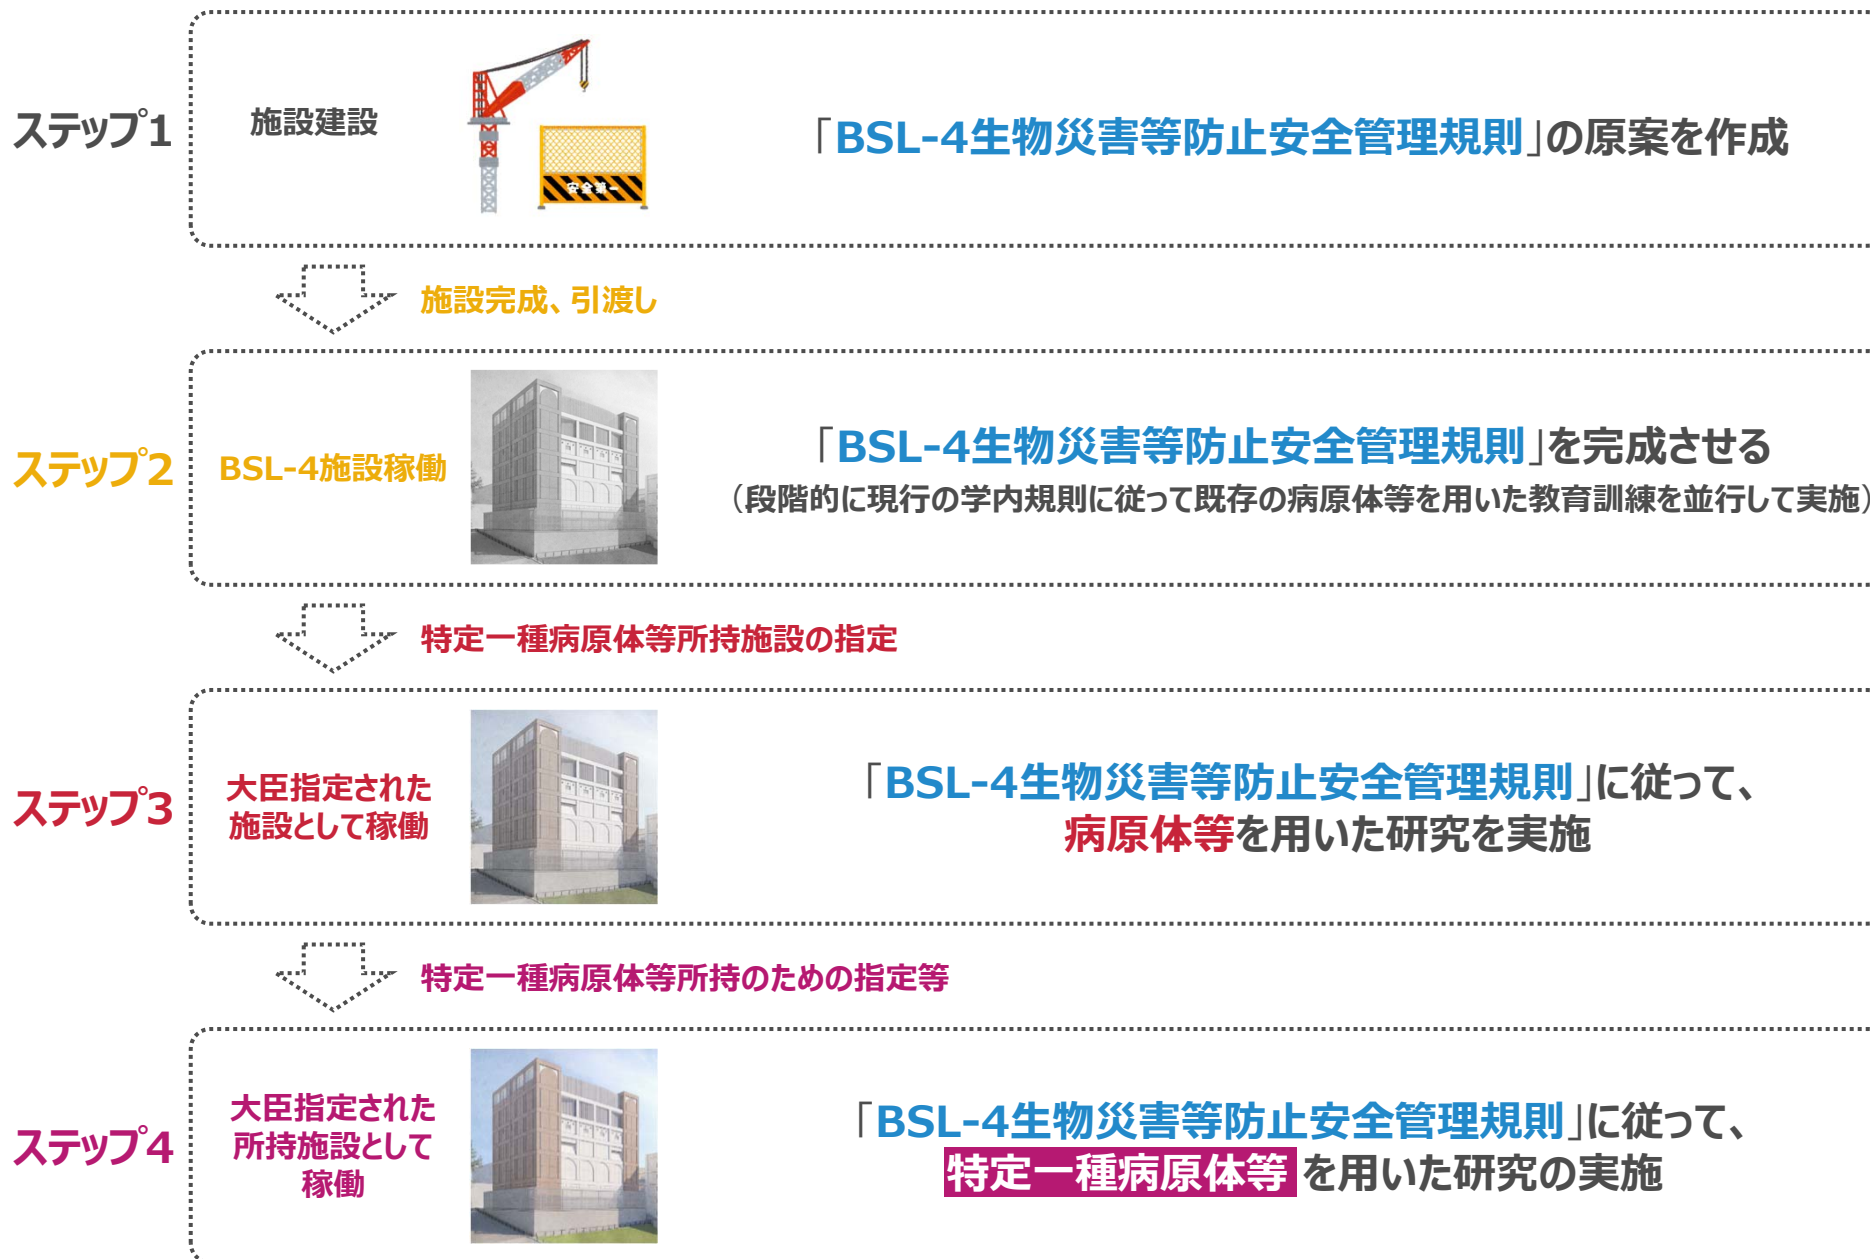 ステップ1
施設建設
安全第一
「BSL-4生物災害等防止安全管理規則」の原案を作成
施設完成、引渡し
ステップ2
BSL-4施設稼働
「BSL-4生物災害等防止安全管理規則」を完成させる
（段階的に現行の学内規則に従って既存の病原体等を用いた教育訓練を並行して実施）
特定一種病原体等所持施設の指定
ステップ3
大臣指定された
施設として稼働
「BSL-4生物災害等防止安全管理規則」に従って、
病原体等を用いた研究を実施
特定一種病原体等所持のための指定等
ステップ4
大臣指定された
所持施設として
稼働
「BSL-4生物災害等防止安全管理規則」に従って、
特定一種病原体等を用いた研究の実施